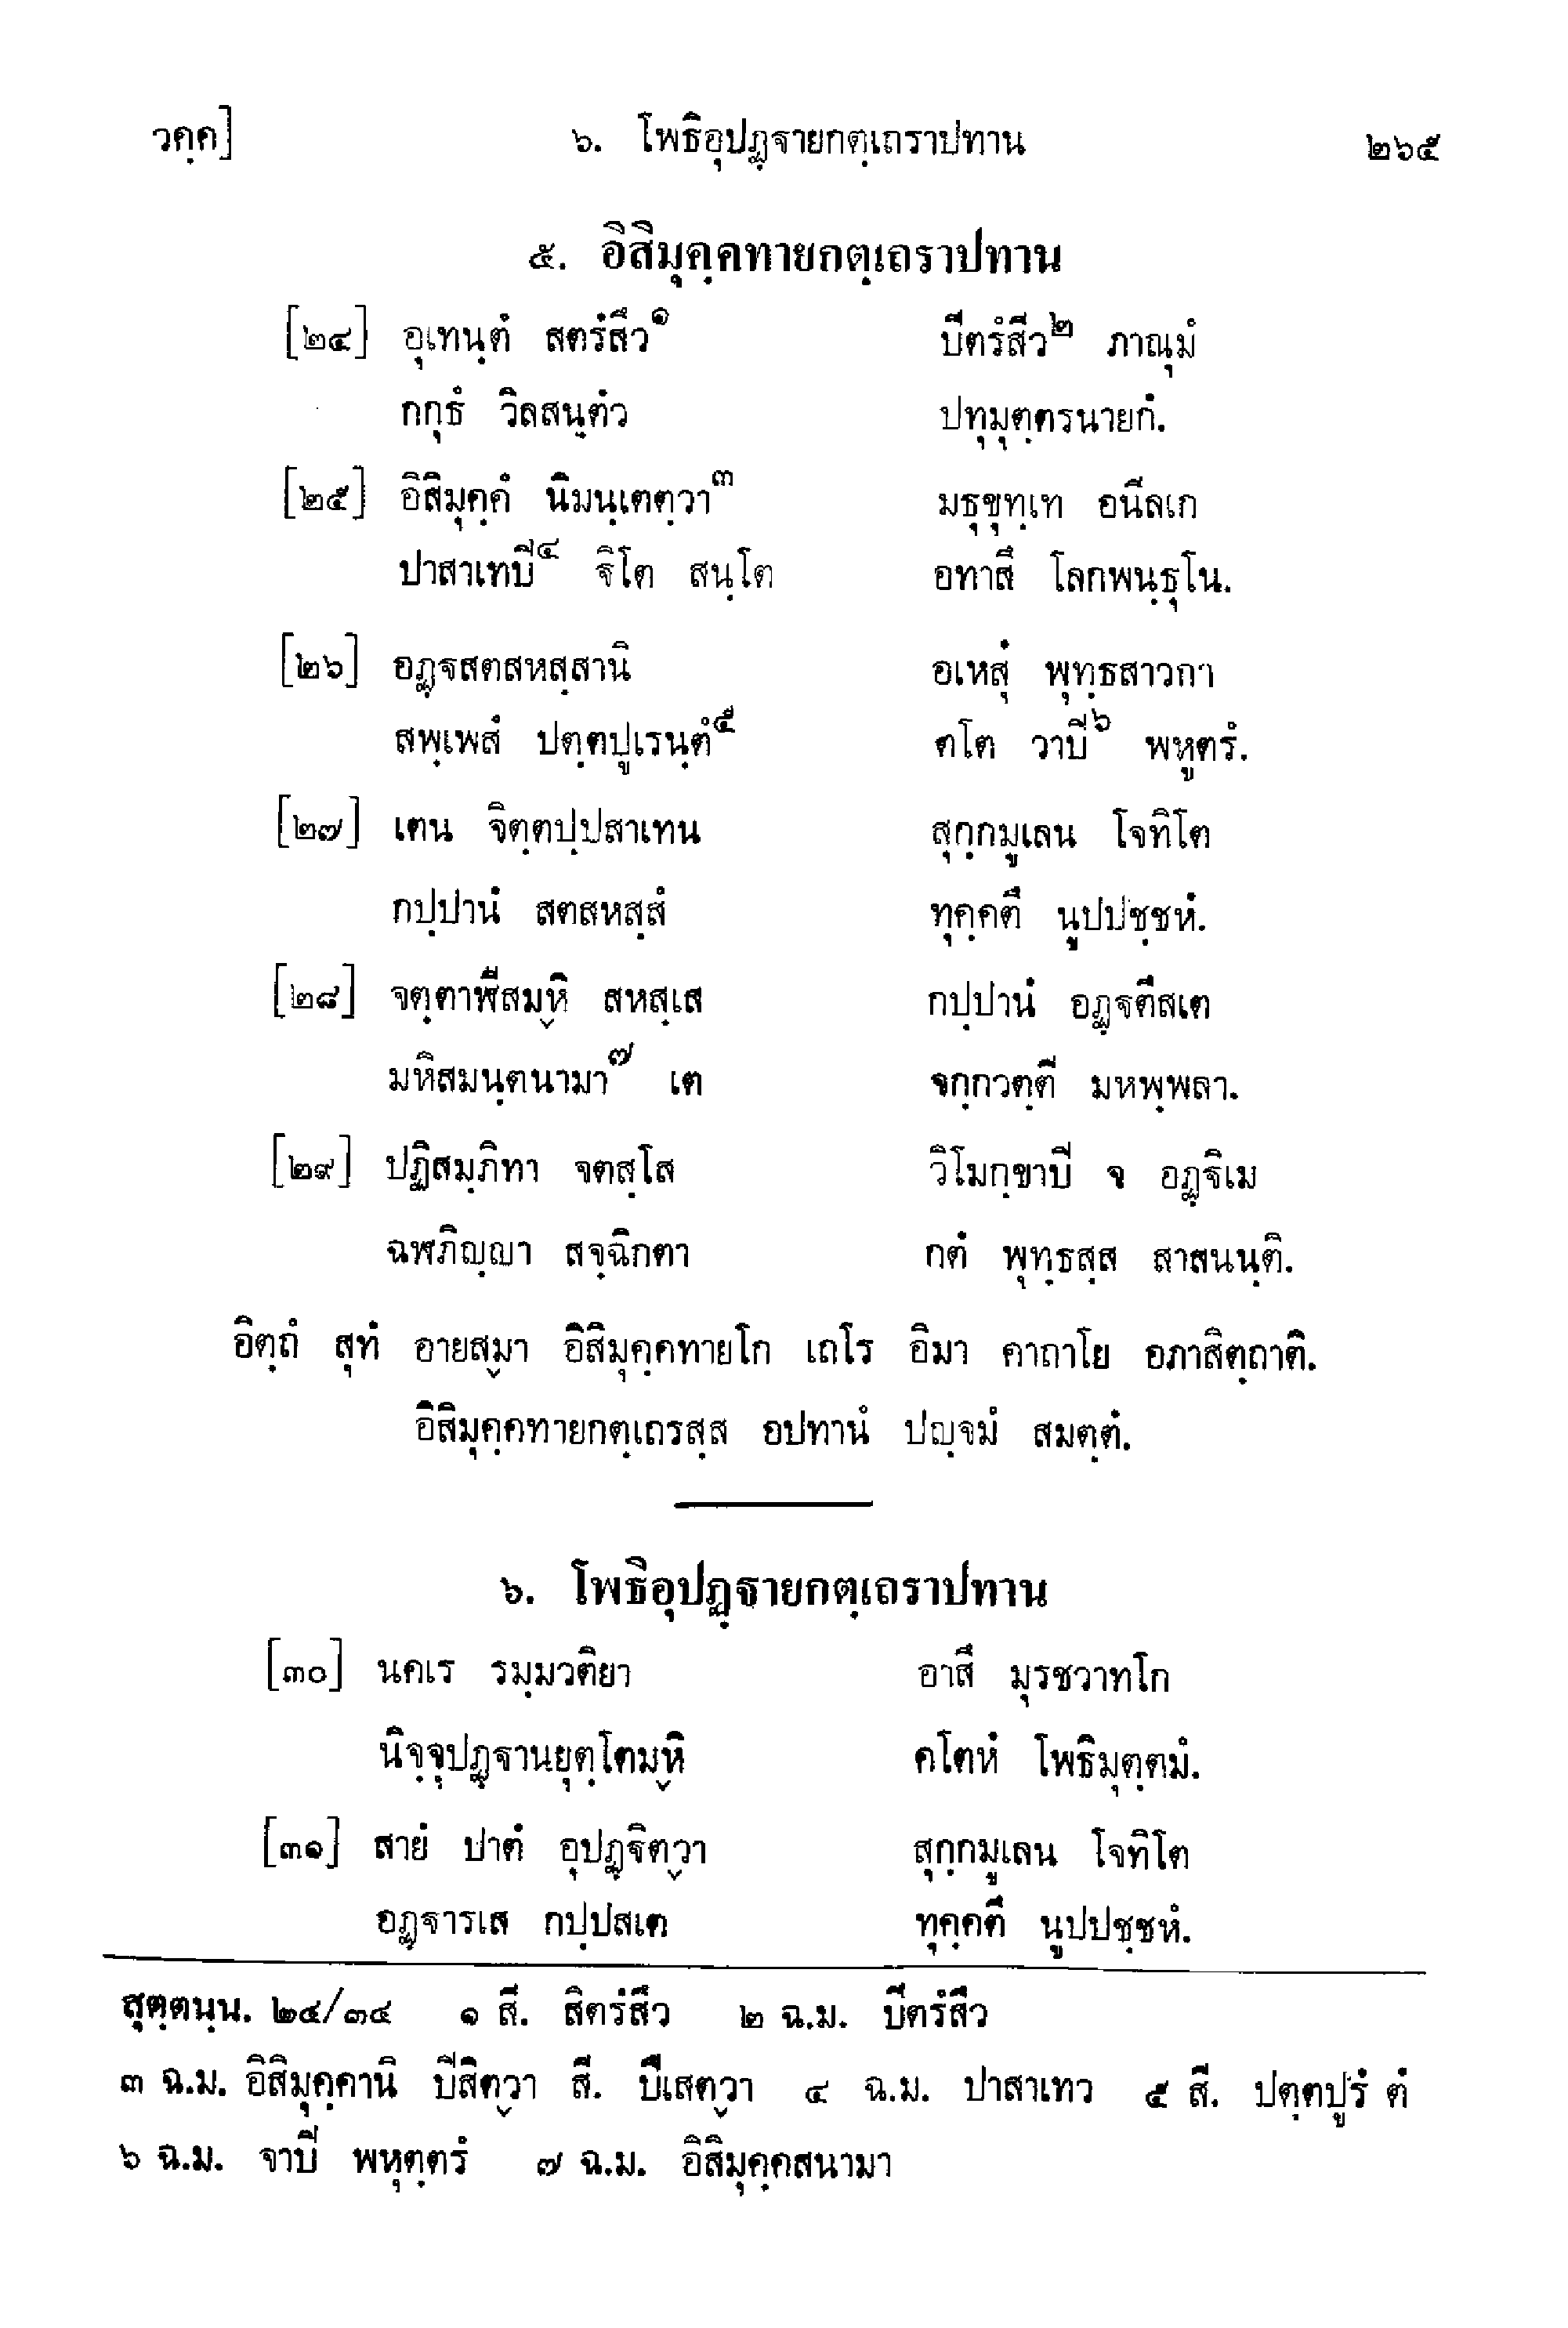 วคฺค] ๖. โพธิอุปฏฺฐายกตฺเถราปทาน ๒๖๕
๕. อิสิมุคฺคทายกตฺเถราปทาน
[๒๔] อุเทนฺตํ สตรํสึว๑ บีตรํสีว๒ ภาณุมํ
กกุธํ วิลสนฺตํว ปทุมุตฺตรนายกํ.
[๒๕] อิสิมุคฺคํ นิมนฺเตตฺวา๓ มธุขุทฺเท อนีลเก
ปาสาเทบี๔ ฐิโต สนฺโต อทาสึ โลกพนฺธุโน.
[๒๖] อฏฺฐสตสหสฺสานิ อเหสุํ พุทฺธสาวกา
สพฺเพสํ ปตฺตปูเรนฺตํ๕ ตโต วาบี๖ พหูตรํ.
[๒๗] เตน จิตฺตปฺปสาเทน สุกฺกมูเลน โจทิโต
กปฺปานํ สตสหสฺสํ ทุคฺคตึ นูปปชฺชหํ.
[๒๘] จตฺตาฬีสมฺหิ สหสฺเส กปฺปานํ อฏฺฐตึสเต
มหิสมนฺตนามา๗ เต จกฺกวตฺตี มหพฺพลา.
[๒๙] ปฏิสมฺภิทา จตสฺโส วิโมกฺขาบี จ อฏฺฐิเม
ฉฬภิญฺญา สจฺฉิกตา กตํ พุทฺธสฺส สาสนนฺติ.
อิตฺถํ สุทํ อายสฺมา อิสิมุคฺคทายโก เถโร อิมา คาถาโย อภาสิตฺถาติ.
อิสิมุคฺคทายกตฺเถรสฺส อปทานํ ปญฺจมํ สมตฺตํ.
๖. โพธิอุปฏฺฐายกตฺเถราปทาน
[๓๐] นคเร รมฺมวติยา อาสึ มุรชวาทโก
นิจฺจุปฏฺฐานยุตฺโตมฺหิ คโตหํ โพธิมุตฺตมํ.
[๓๑] สายํ ปาตํ อุปฏฺฐิตฺวา สุกฺกมูเลน โจทิโต
อฏฺฐารเส กปฺปสเต ทุคฺคตึ นูปปชฺชหํ.
สุตฺตนฺน. ๒๔/๓๔ ๑ สี. สิตรํสึว ๒ ฉ.ม. บีตรํสึว
๓ ฉ.ม. อิสิมุคฺคานิ บีสิตฺวา สี. บึเสตฺวา ๔ ฉ.ม. ปาสาเทว ๕ สี. ปตฺตปูรํ ตํ
๖ ฉ.ม. จาบี พหุตฺตรํ ๗ ฉ.ม. อิสิมุคฺคสนามา